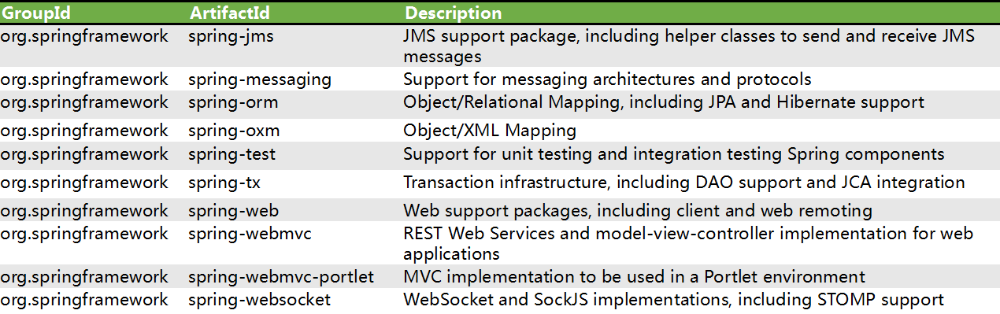 GroupId ArtifactId Description
org.springframework spring-jms JMS support package, including helper classes to send and receive JMS
messages
org.springframework spring-messaging Support for messaging architectures and protocols
org.springframework spring-orm Object/Relational Mapping, including JPA and Hibernate support
org.springframework spring-oxm Object/XML Mapping
org.springframework spring-test Support for unit testing and integration testing Spring components
org.springframework spring-tx Transaction infrastructure, including DAO support and JCA integration
org.springframework spring-web Web support packages, including client and web remoting
org.springframework spring-webmvc REST Web Services and model-view-controller implementation for web
applications
org.springframework spring-webmvc-portlet MVC implementation to be used in a Portlet environment
org.springframework spring-websocket WebSocket and SockJS implementations, including STOMP support